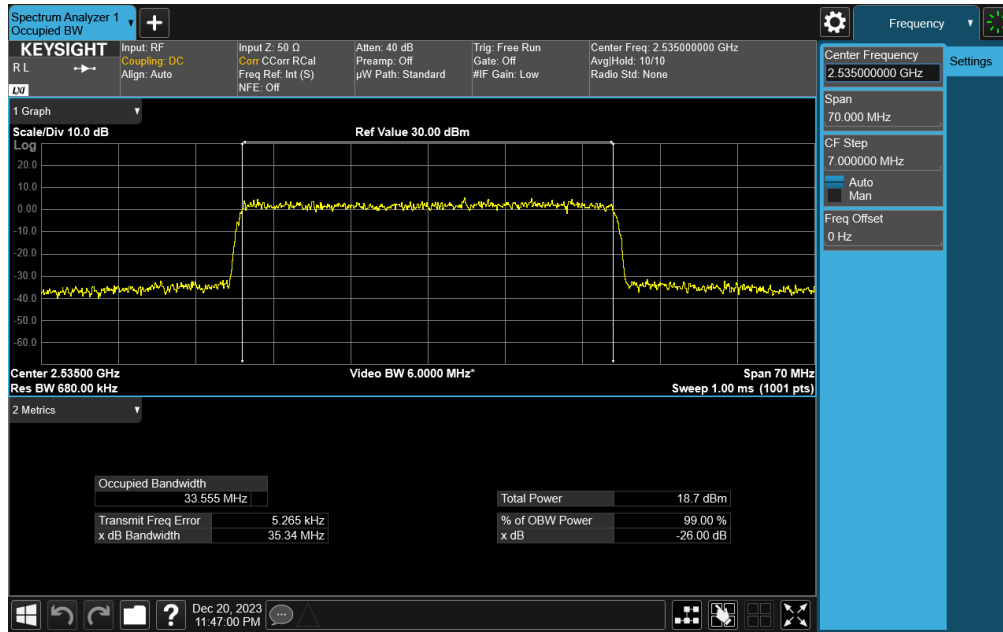 Spectrum Analyzer 1
Occupied BW
Frequency
KEYSIGHT
R L
LXI
Input: RF
Coupling: DC
Align: Auto
Input Z: 50 Ω
Corr CCorr RCal
Freq Ref: Int (S)
NFE: Off
Atten: 40 dB
Preamp: Off
µW Path: Standard
Trig: Free Run
Gate: Off
#IF Gain: Low
Center Freq: 2.535000000 GHz
Avg|Hold: 10/10
Radio Std: None
Center Frequency
2.535000000 GHz
Settings
Span
70.000 MHz
CF Step
7.000000 MHz
Auto
Man
Freq Offset
0 Hz
1 Graph
Scale/Div 10.0 dB
Ref Value 30.00 dBm
Log
20.0
10.0
0.00
-10.0
-20.0
-30.0
-40.0
-50.0
-60.0
Center 2.53500 GHz
Video BW 6.0000 MHz*
Span 70 MHz
Res BW 680.00 kHz
Sweep 1.00 ms (1001 pts)
2 Metrics
Occupied Bandwidth
33.555 MHz
Total Power 18.7 dBm
Transmit Freq Error 5.265 kHz
% of OBW Power 99.00 %
x dB Bandwidth 35.34 MHz
x dB -26.00 dB
Dec 20, 2023
11:47:00 PM